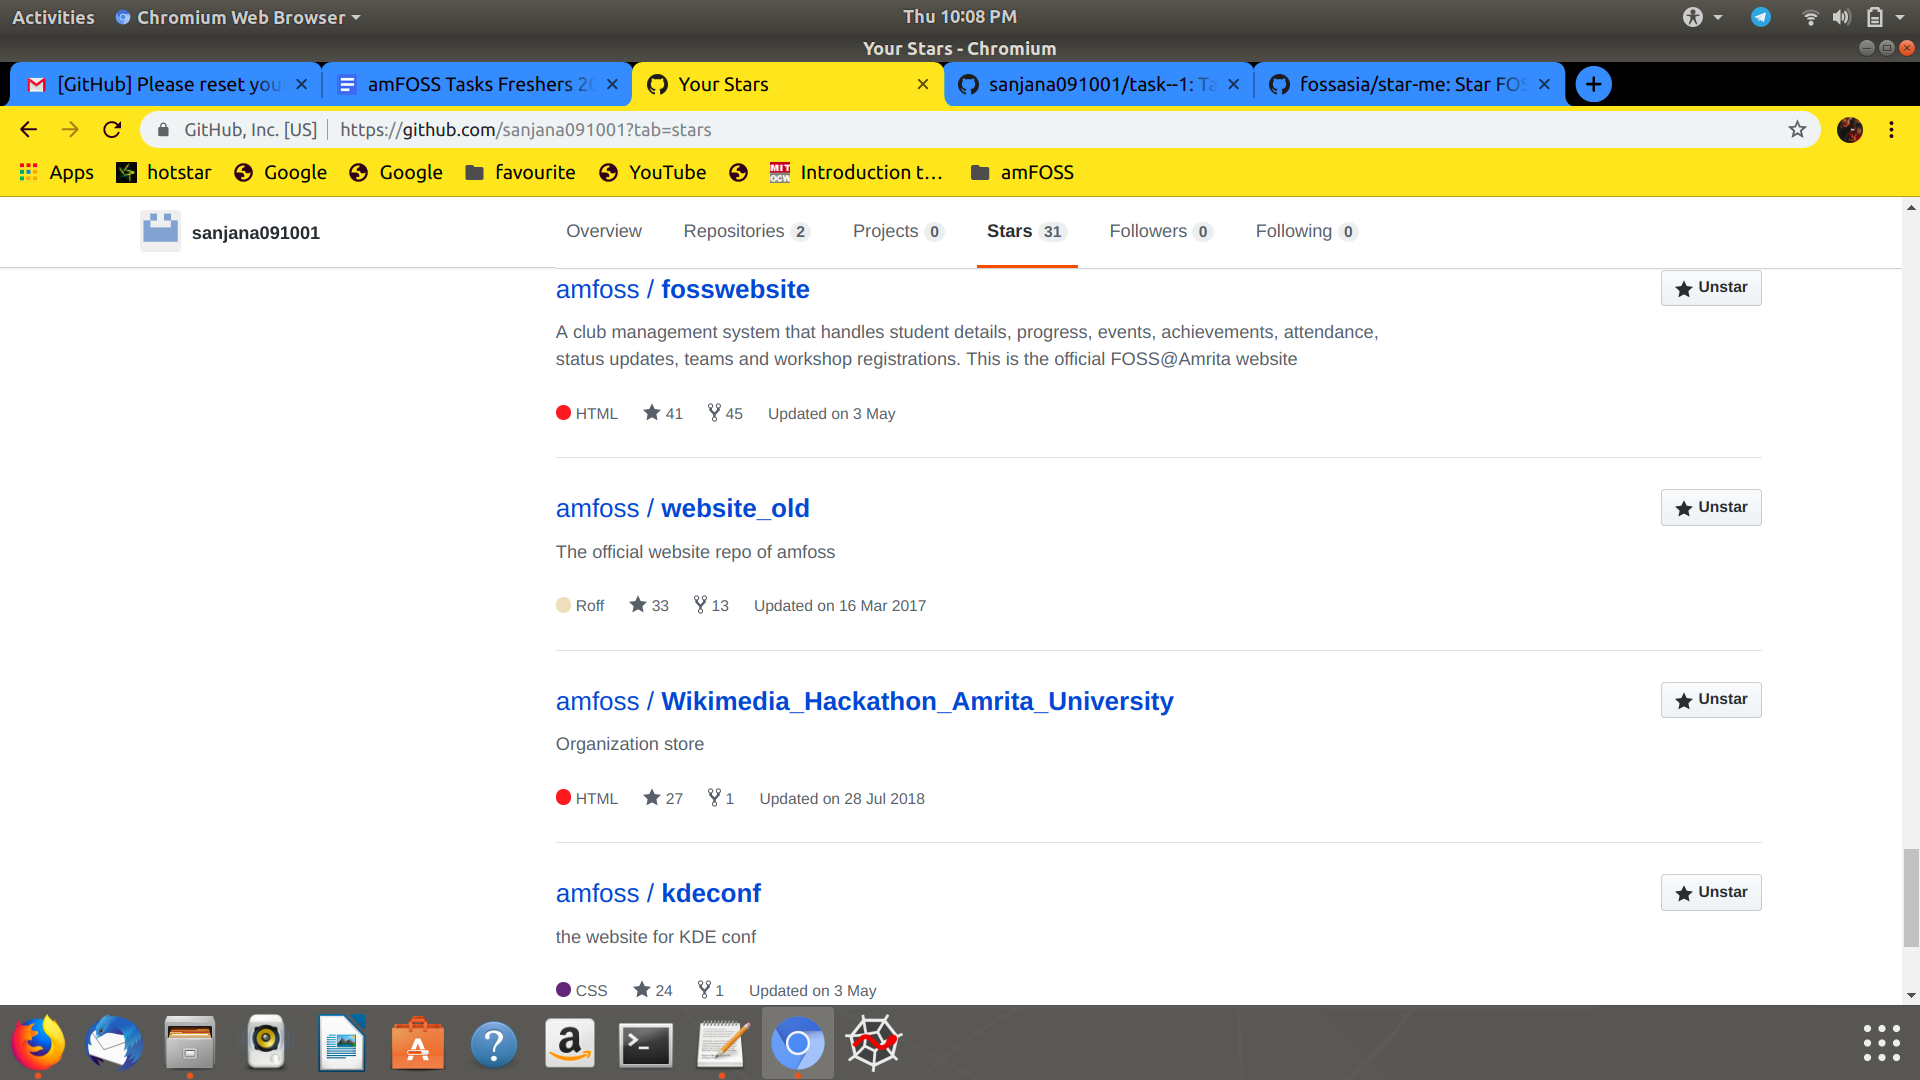 Activities Chromium Web Browser Thu 10:08 PM
Your Stars - Chromium
[GitHub] Please reset you amFOSS Tasks Freshers 20 Your Stars sanjana091001/task--1: Ta fossasia/star-me: Star FOS
GitHub, Inc. [US] https://github.com/sanjana091001?tab=stars
Apps hotstar Google Google favourite YouTube MIT OCW Introduction t... amFOSS
sanjana091001 Overview Repositories 2 Projects 0 Stars 31 Followers 0 Following 0
amfoss / fosswebsite Unstar
A club management system that handles student details, progress, events, achievements, attendance,
status updates, teams and workshop registrations. This is the official FOSS@Amrita website
HTML 41 45 Updated on 3 May
amfoss / website_old Unstar
The official website repo of amfoss
Roff 33 13 Updated on 16 Mar 2017
amfoss / Wikimedia_Hackathon_Amrita_University Unstar
Organization store
HTML 27 1 Updated on 28 Jul 2018
amfoss / kdeconf Unstar
the website for KDE conf
CSS 24 1 Updated on 3 May